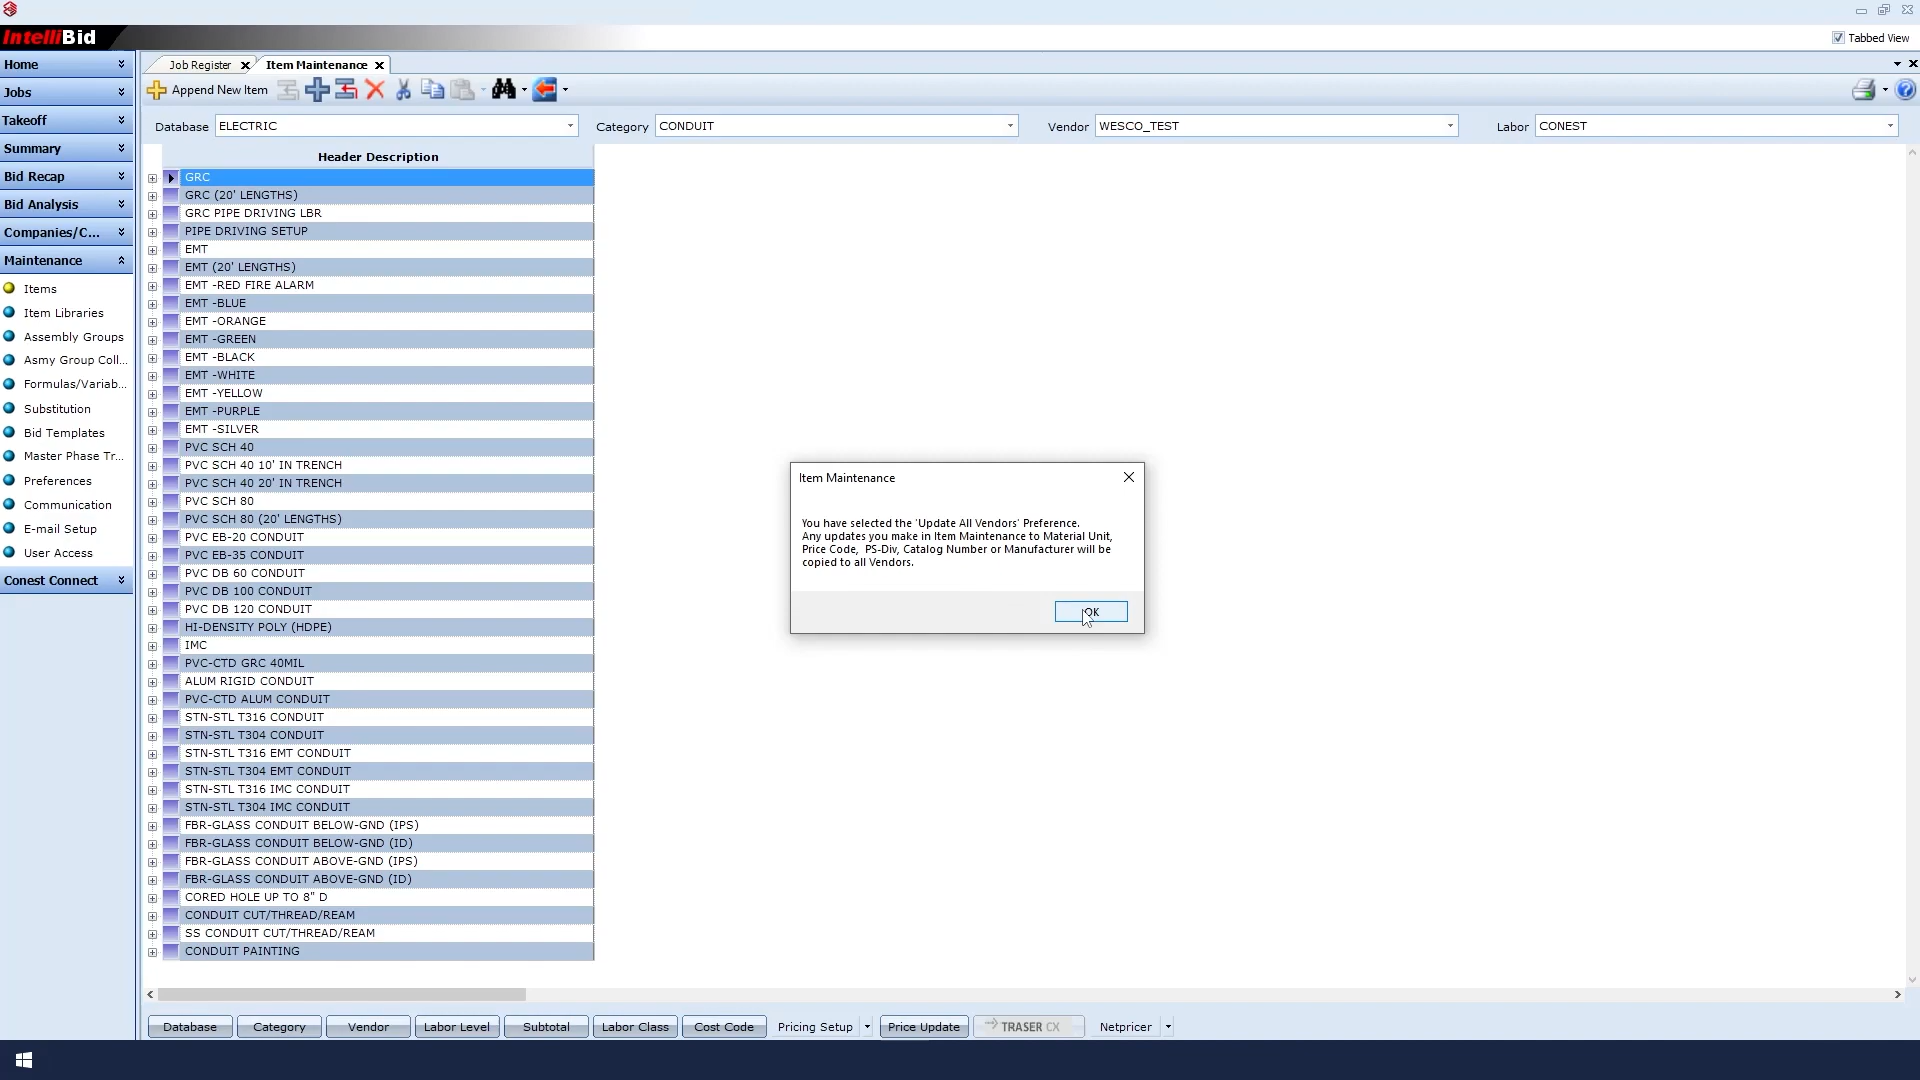 IntelliBid
Tabbed View
Home
Jobs
Takeoff
Summary
Bid Recap
Bid Analysis
Companies/C...
Maintenance
Items
Item Libraries
Assembly Groups
Asmy Group Coll...
Formulas/Variab...
Substitution
Bid Templates
Master Phase Tr...
Preferences
Communication
E-mail Setup
User Access
Conest Connect
Job Register
Item Maintenance
Append New Item
Database ELECTRIC
Category CONDUIT
Vendor WESCO_TEST
Labor CONEST
Header Description
GRC
GRC (20' LENGTHS)
GRC PIPE DRIVING LBR
PIPE DRIVING SETUP
EMT
EMT (20' LENGTHS)
EMT -RED FIRE ALARM
EMT -BLUE
EMT -ORANGE
EMT -GREEN
EMT -BLACK
EMT -WHITE
EMT -YELLOW
EMT -PURPLE
EMT -SILVER
PVC SCH 40
PVC SCH 40 10' IN TRENCH
PVC SCH 40 20' IN TRENCH
PVC SCH 80
PVC SCH 80 (20' LENGTHS)
PVC EB-20 CONDUIT
PVC EB-35 CONDUIT
PVC DB 60 CONDUIT
PVC DB 100 CONDUIT
PVC DB 120 CONDUIT
HI-DENSITY POLY (HDPE)
IMC
PVC-CTD GRC 40MIL
ALUM RIGID CONDUIT
PVC-CTD ALUM CONDUIT
STN-STL T316 CONDUIT
STN-STL T304 CONDUIT
STN-STL T316 EMT CONDUIT
STN-STL T304 EMT CONDUIT
STN-STL T316 IMC CONDUIT
STN-STL T304 IMC CONDUIT
FBR-GLASS CONDUIT BELOW-GND (IPS)
FBR-GLASS CONDUIT BELOW-GND (ID)
FBR-GLASS CONDUIT ABOVE-GND (IPS)
FBR-GLASS CONDUIT ABOVE-GND (ID)
CORED HOLE UP TO 8" D
CONDUIT CUT/THREAD/REAM
SS CONDUIT CUT/THREAD/REAM
CONDUIT PAINTING
Item Maintenance
You have selected the 'Update All Vendors' Preference.
Any updates you make in Item Maintenance to Material Unit,
Price Code,  PS-Div, Catalog Number or Manufacturer will be
copied to all Vendors.
OK
Database
Category
Vendor
Labor Level
Subtotal
Labor Class
Cost Code
Pricing Setup
Price Update
TRASER CX
Netpricer